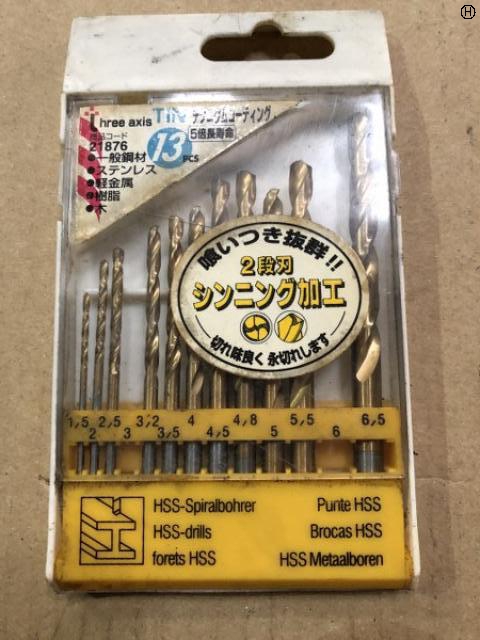 Ⓗ
three axis TiN チタニウムコーティング
商品コード
21876
13 PCS
5倍長寿命
●一般鋼材
●ステンレス
●軽金属
●樹脂
●木
喰いつき抜群!!
2段刃
シンニング加工
切れ味良く 永切れします
1,5 2,5 3,2 4 4,8 5,5 6,5
2 3 3,5 4,5 5 6
HSS-Spiralbohrer
HSS-drills
forets HSS
Punte HSS
Brocas HSS
HSS Metaalboren